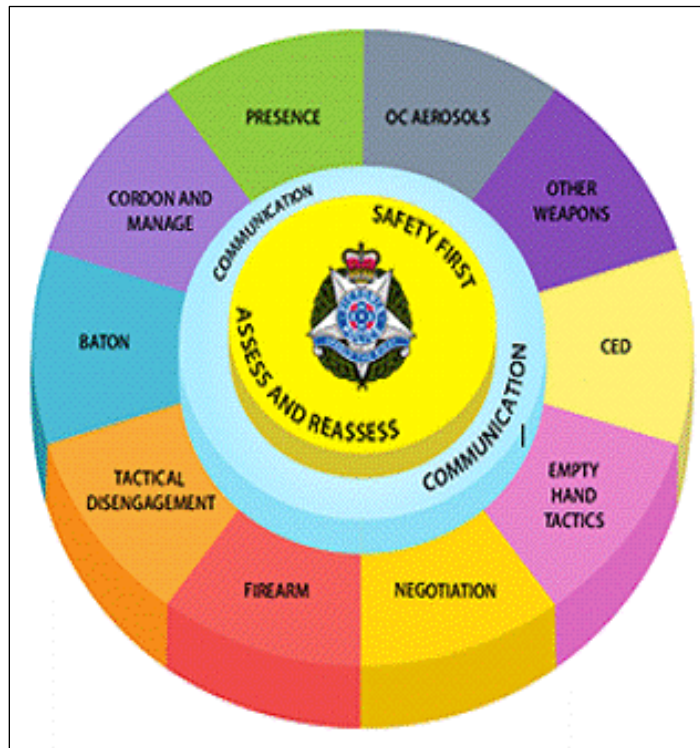 PRESENCE
OC AEROSOLS
OTHER
WEAPONS
CED
EMPTY
HAND
TACTICS
NEGOTIATION
FIREARM
TACTICAL
DISENGAGEMENT
BATON
CORDON AND
MANAGE
COMMUNICATION
COMMUNICATION
SAFETY FIRST
ASSESS AND REASSESS